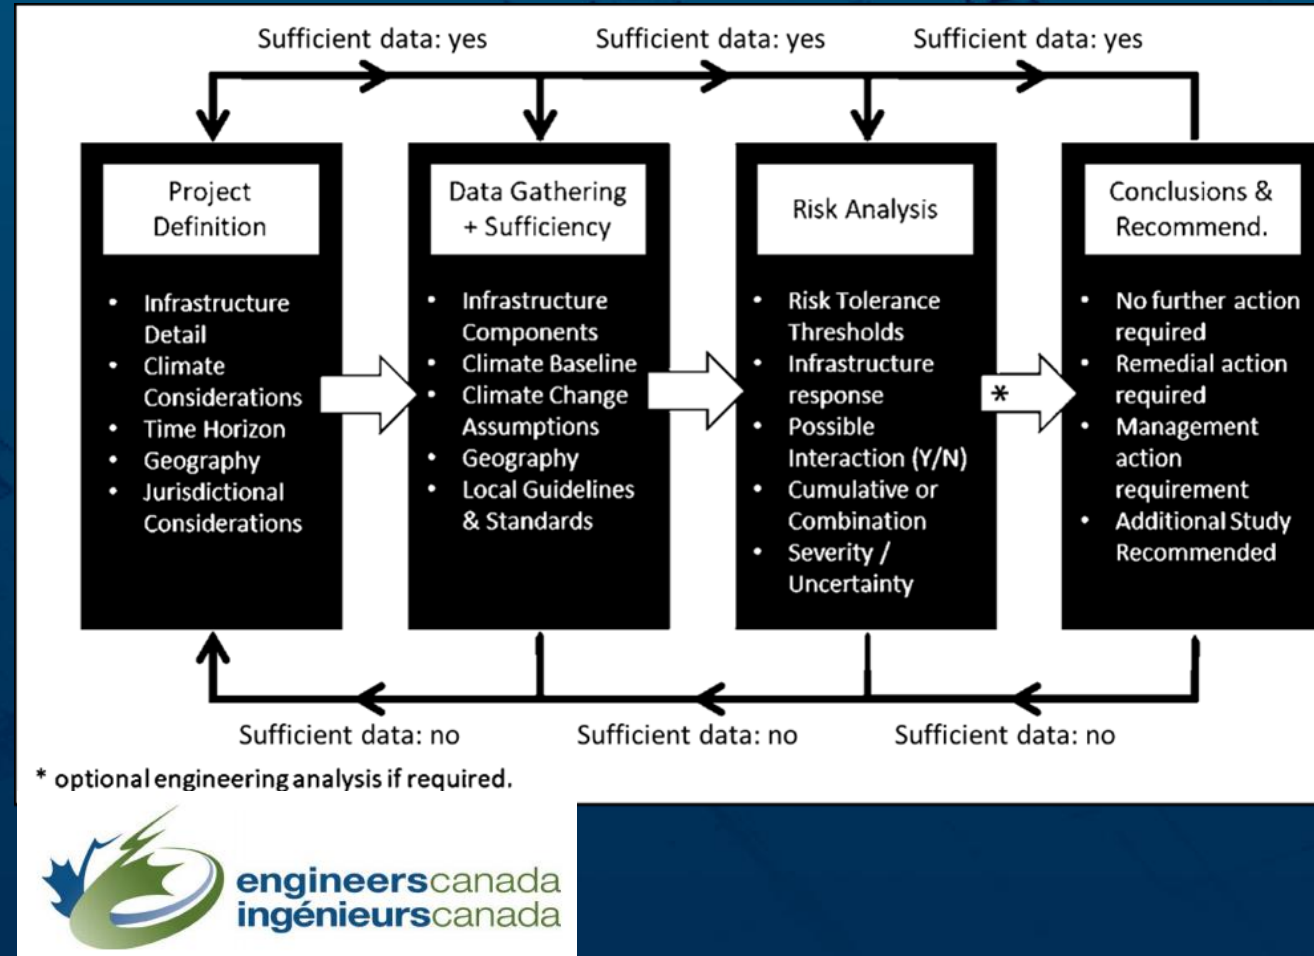 Sufficient data: yes
Sufficient data: yes
Sufficient data: yes
Project
Definition
• Infrastructure
Detail
• Climate
Considerations
• Time Horizon
• Geography
• Jurisdictional
Considerations
Data Gathering
+ Sufficiency
• Infrastructure
Components
• Climate Baseline
• Climate Change
Assumptions
• Geography
• Local Guidelines
& Standards
Risk Analysis
• Risk Tolerance
Thresholds
• Infrastructure
response
• Possible
Interaction (Y/N)
• Cumulative or
Combination
• Severity /
Uncertainty
*
Conclusions &
Recommend.
• No further action
required
• Remedial action
required
• Management
action
requirement
• Additional Study
Recommended
Sufficient data: no
Sufficient data: no
Sufficient data: no
* optional engineering analysis if required.
engineerscanada
ingénieurscanada